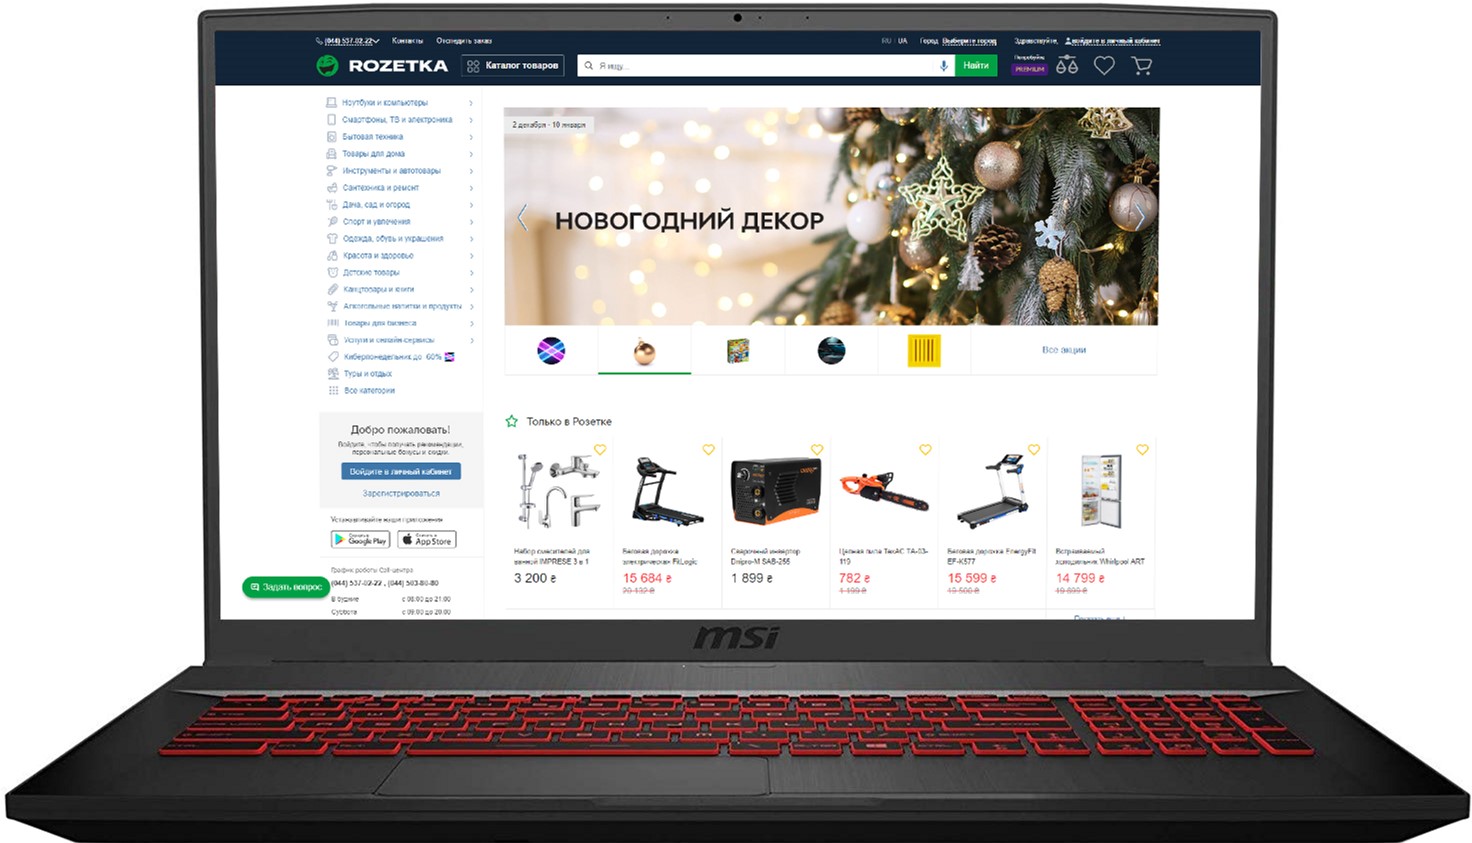 (044) 537-02-22
Контакты
Отследить заказ
RU | UA
Город Выберите город
Здравствуйте, войдите в личный кабинет
ROZETKA
Каталог товаров
Я ищу...
Найти
Попробуйте
PREMIUM
Ноутбуки и компьютеры
Смартфоны, ТВ и электроника
Бытовая техника
Товары для дома
Инструменты и автотовары
Сантехника и ремонт
Дача, сад и огород
Спорт и увлечения
Одежда, обувь и украшения
Красота и здоровье
Детские товары
Канцтовары и книги
Алкогольные напитки и продукты
Товары для бизнеса
Услуги и онлайн-сервисы
Киберпонедельник до -60%
Туры и отдых
Все категории
2 декабря - 10 января
НОВОГОДНИЙ ДЕКОР
Все акции
Добро пожаловать!
Войдите, чтобы получать рекомендации,
персональные бонусы и скидки.
Войдите в личный кабинет
Зарегистрироваться
Устанавливайте наши приложения
Google Play
App Store
График работы Call-центра
(044) 537-02-22 , (044) 503-80-80
В будние
с 08:00 до 21:00
Суббота
с 09:00 до 20:00
Задать вопрос
Только в Розетке
Набор смесителей для
ванной IMPRESE 3 в 1
3 200 ₴
Беговая дорожка
электрическая FitLogic
15 684 ₴
20 132 ₴
Сварочный инвертор
Dnipro-M SAB-255
1 899 ₴
Цепная пила ТехАС TA-03-
119
782 ₴
1 199 ₴
Беговая дорожка EnergyFit
EF-K577
15 599 ₴
19 500 ₴
Встраиваемый
холодильник Whirlpool ART
14 799 ₴
19 699 ₴
msi